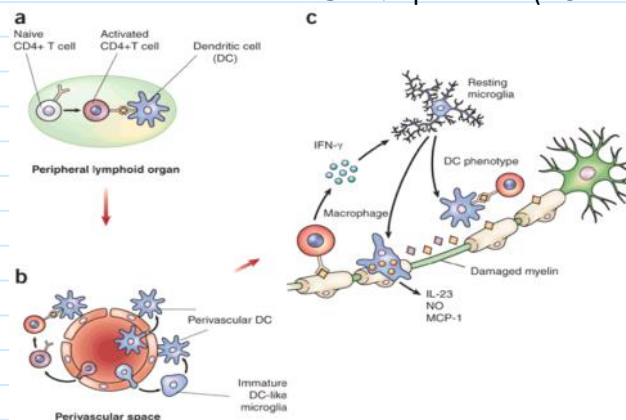 a
Naive
CD4+ T cell
Activated
CD4+T cell
Dendritic cell
(DC)
Peripheral lymphoid organ
b
Perivascular DC
Immature
DC-like
microglia
Perivascular space
c
Resting
microglia
IFN-γ
DC phenotype
Macrophage
Damaged myelin
IL-23
NO
MCP-1